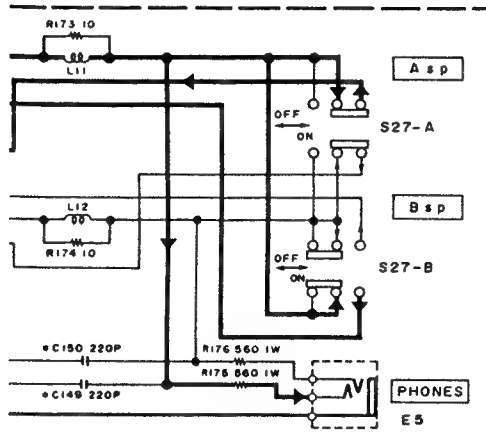 R173 10
L11
A sp
OFF
ON
S27-A
L12
R174 10
B sp
OFF
ON
S27-B
*C150 220P
R176 560 1W
R175 560 1W
*C149 220P
PHONES
E5